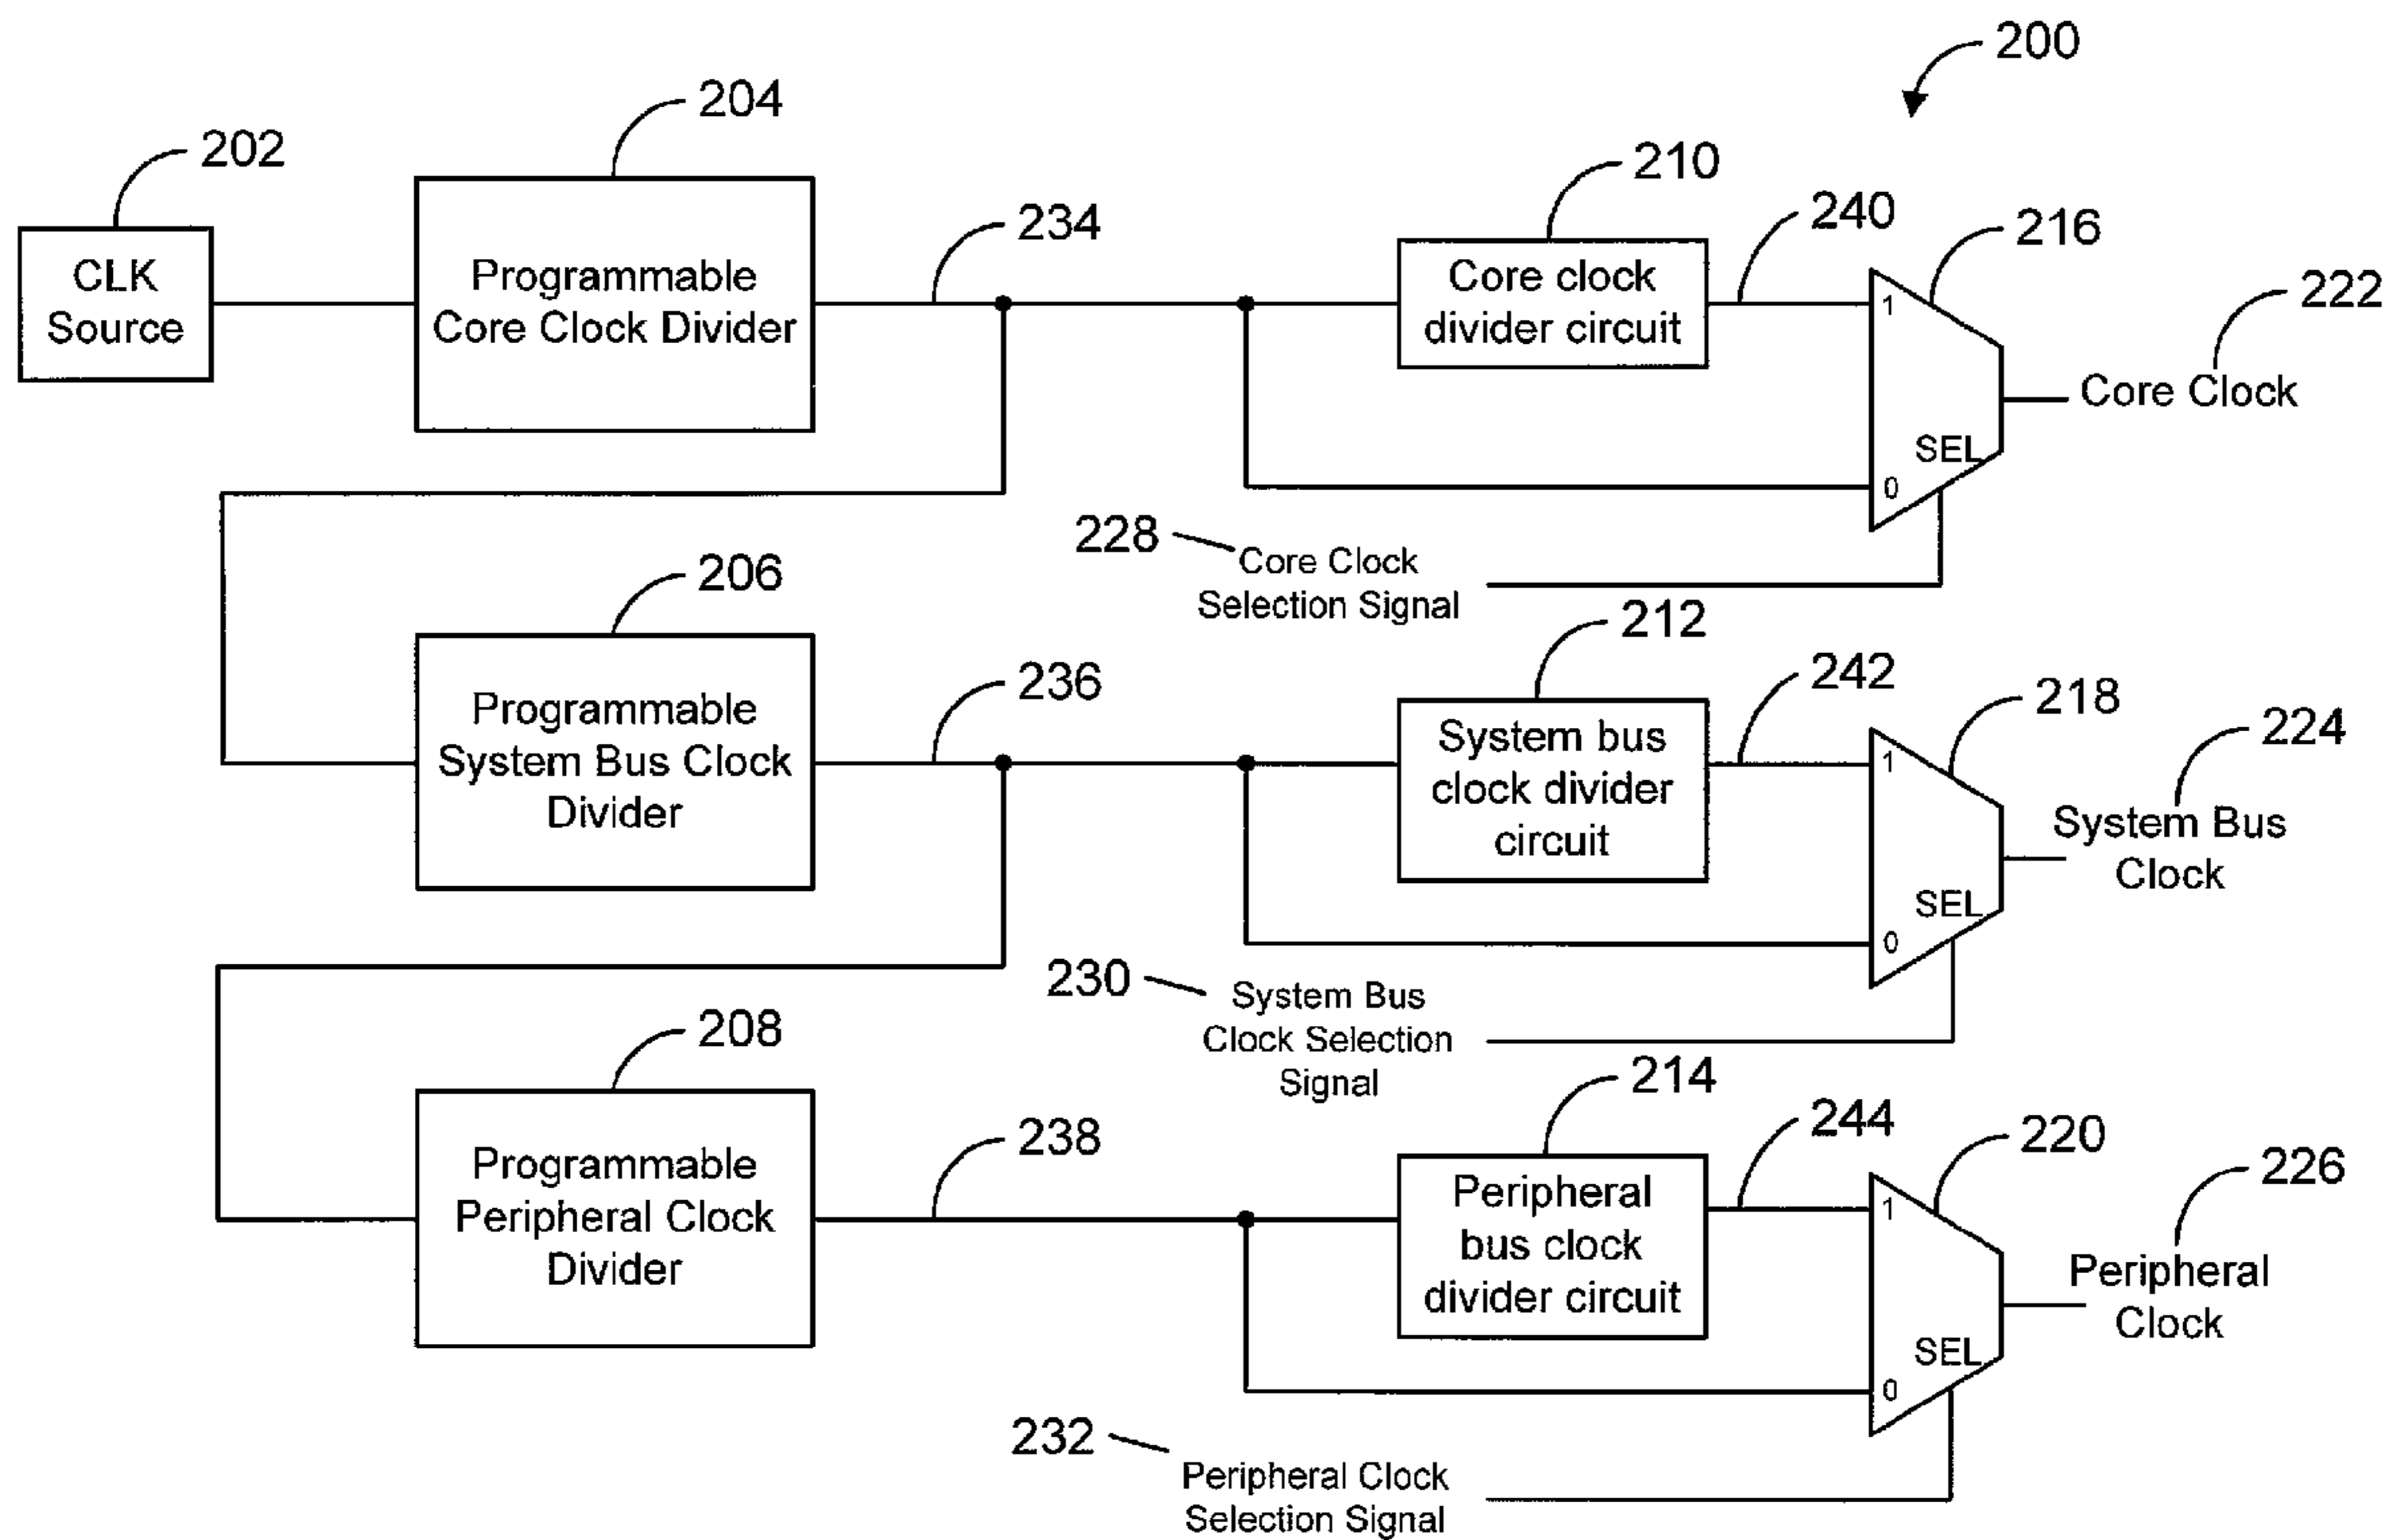 200
204
202
210
240
216
234
222
CLK
Source
Programmable
Core Clock Divider
Core clock
divider circuit
1
Core Clock
SEL
0
228
Core Clock
Selection Signal
206
212
236
242
218
224
Programmable
System Bus Clock
Divider
System bus
clock divider
circuit
1
System Bus
Clock
SEL
0
230
System Bus
Clock Selection
Signal
208
214
238
244
220
226
Programmable
Peripheral Clock
Divider
Peripheral
bus clock
divider circuit
1
Peripheral
Clock
SEL
0
232
Peripheral Clock
Selection Signal